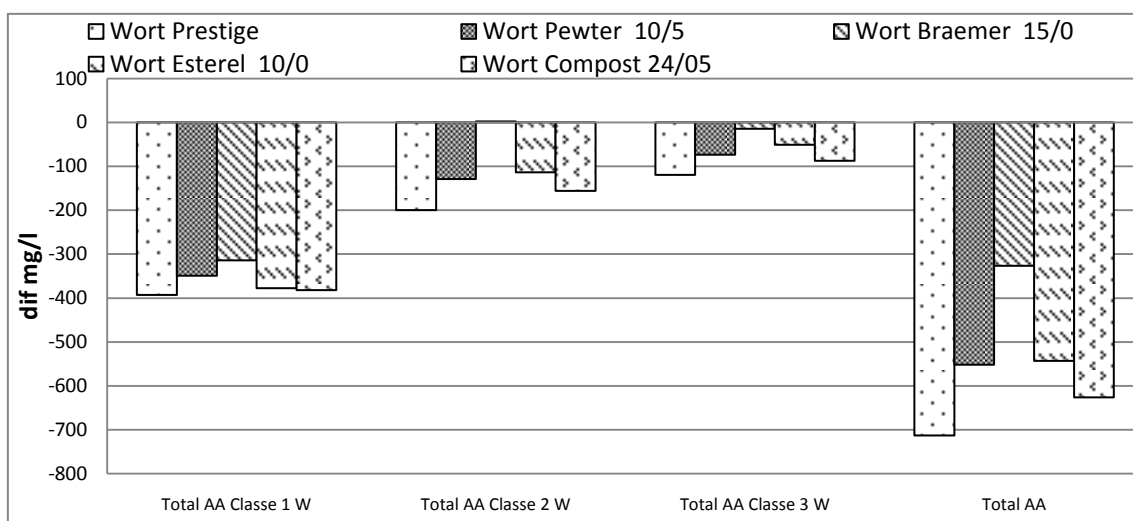 Wort Prestige Wort Pewter 10/5 Wort Braemer 15/0
Wort Esterel 10/0 Wort Compost 24/05
100
0
-100
-200
-300
-400
-500
-600
-700
-800
dif mg/l
Total AA Classe 1 W Total AA Classe 2 W Total AA Classe 3 W Total AA